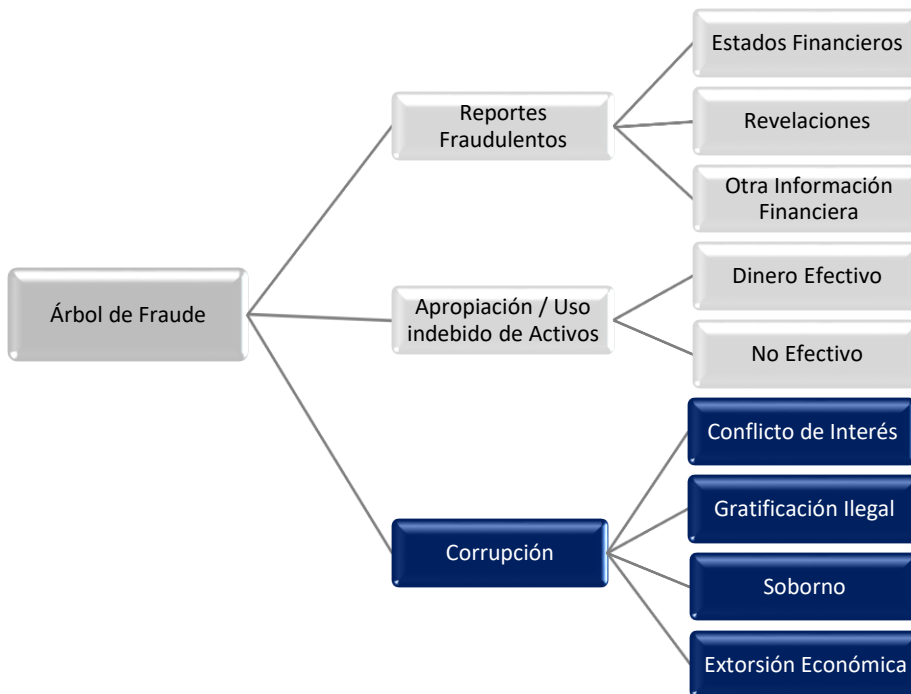 Árbol de Fraude
Reportes
Fraudulentos
Estados Financieros
Revelaciones
Otra Información
Financiera
Apropiación / Uso
indebido de Activos
Dinero Efectivo
No Efectivo
Corrupción
Conflicto de Interés
Gratificación Ilegal
Soborno
Extorsión Económica